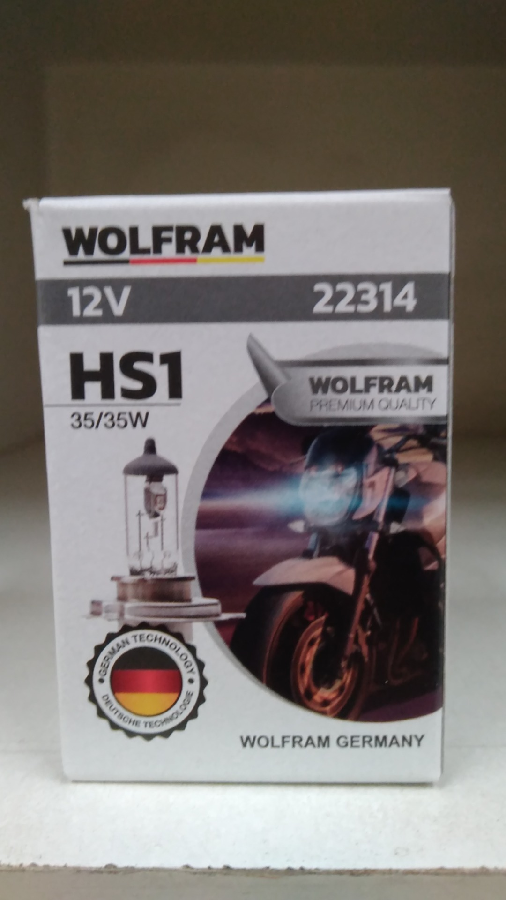 WOLFRAM
12V 22314
HS1
35/35W
WOLFRAM
PREMIUM QUALITY
GERMAN TECHNOLOGY
DEUTSCHE TECHNOLOGIE
WOLFRAM GERMANY